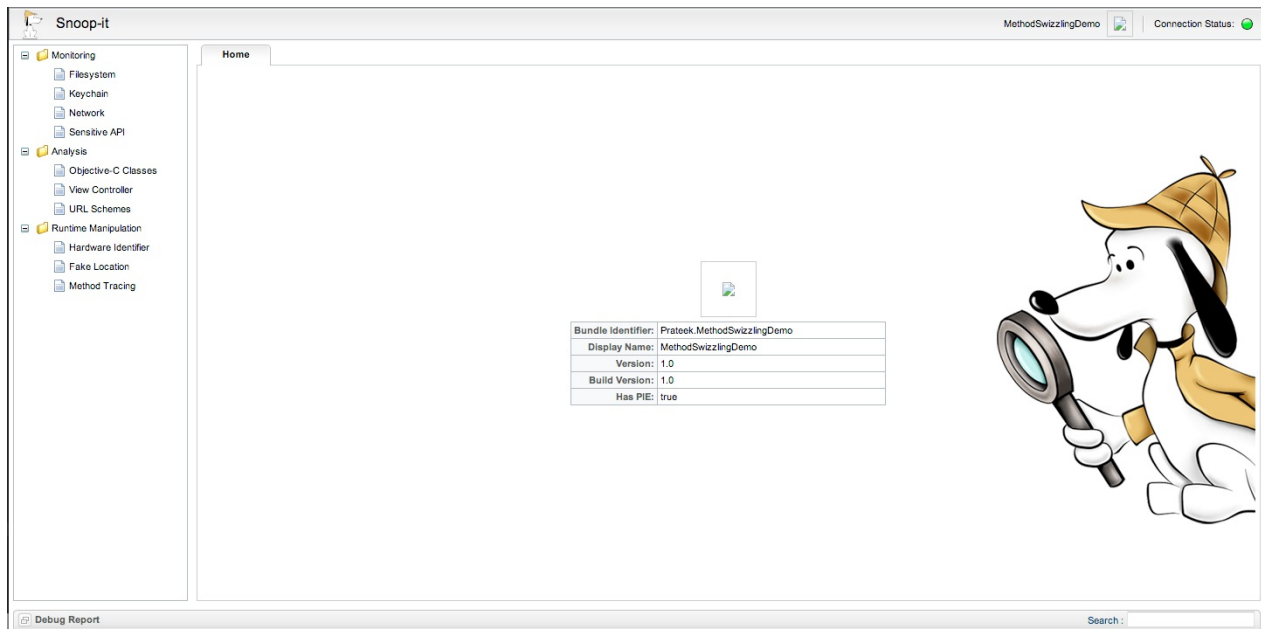 Snoop-it
MethodSwizzlingDemo
Connection Status:
Monitoring
Filesystem
Keychain
Network
Sensitive API
Analysis
Objective-C Classes
View Controller
URL Schemes
Runtime Manipulation
Hardware Identifier
Fake Location
Method Tracing
Home
Bundle Identifier: Prateek.MethodSwizzlingDemo
Display Name: MethodSwizzlingDemo
Version: 1.0
Build Version: 1.0
Has PIE: true
Debug Report
Search :